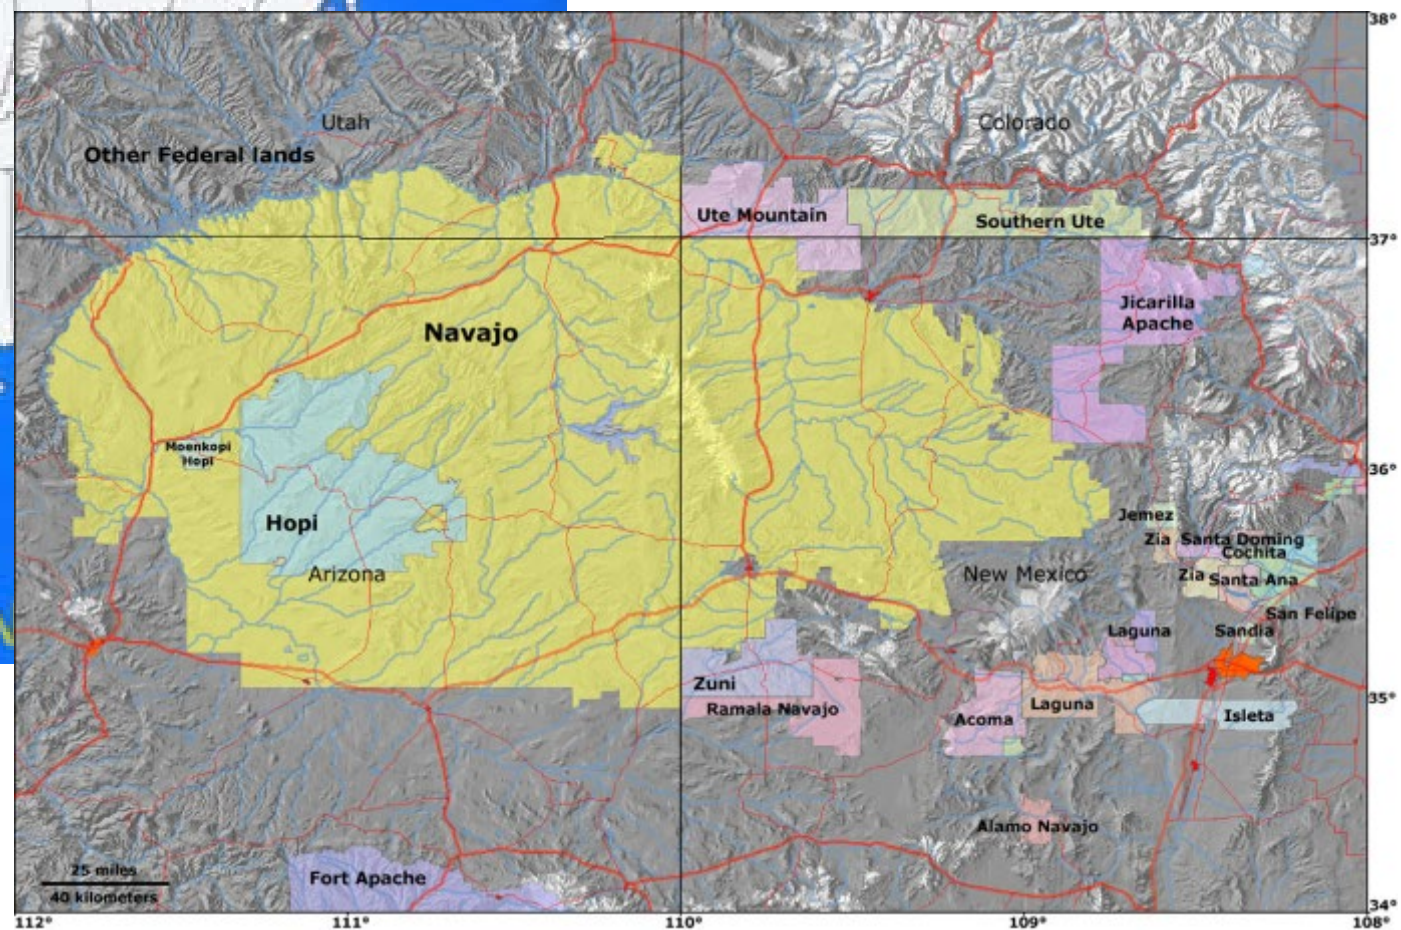 38°
Utah
Colorado
Other Federal lands
Ute Mountain
Southern Ute
37°
Jicarilla
Apache
Navajo
Moenkopi
Hopi
36°
Hopi
Jemez
Zia
Santa Doming
Cochita
Arizona
New Mexico
Zia
Santa Ana
San Felipe
Laguna
Sandia
Zuni
35°
Ramala Navajo
Laguna
Acoma
Isleta
Alamo Navajo
25 miles
40 kilometers
Fort Apache
34°
112°
111°
110°
109°
108°